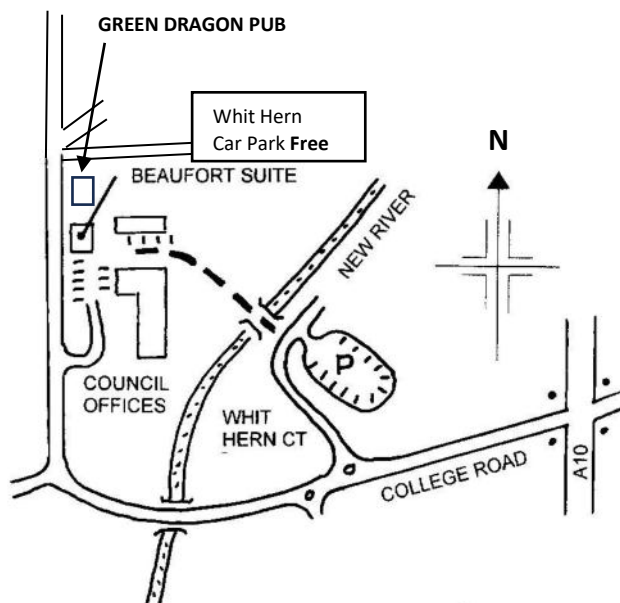 GREEN DRAGON PUB
Whit Hern
Car Park Free
N
BEAUFORT SUITE
NEW RIVER
P
COUNCIL
OFFICES
WHIT
HERN CT
COLLEGE ROAD
A10